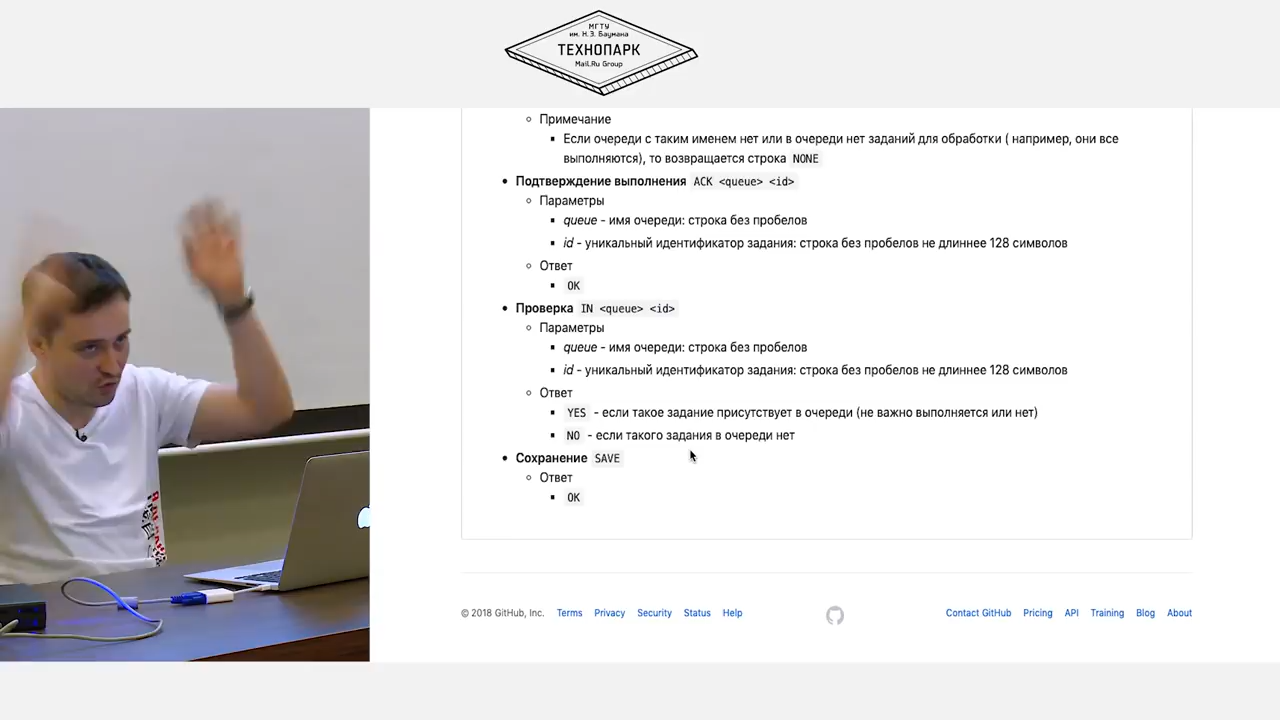 МГТУ
им. Н.Э. Баумана
ТЕХНОПАРК
Mail.Ru Group
Примечание
Если очереди с таким именем нет или в очереди нет заданий для обработки ( например, они все
выполняются), то возвращается строка NONE
Подтверждение выполнения ACK <queue> <id>
Параметры
queue - имя очереди: строка без пробелов
id - уникальный идентификатор задания: строка без пробелов не длиннее 128 символов
Ответ
OK
Проверка IN <queue> <id>
Параметры
queue - имя очереди: строка без пробелов
id - уникальный идентификатор задания: строка без пробелов не длиннее 128 символов
Ответ
YES - если такое задание присутствует в очереди (не важно выполняется или нет)
NO - если такого задания в очереди нет
Сохранение SAVE
Ответ
OK
© 2018 GitHub, Inc. Terms Privacy Security Status Help Contact GitHub Pricing API Training Blog About